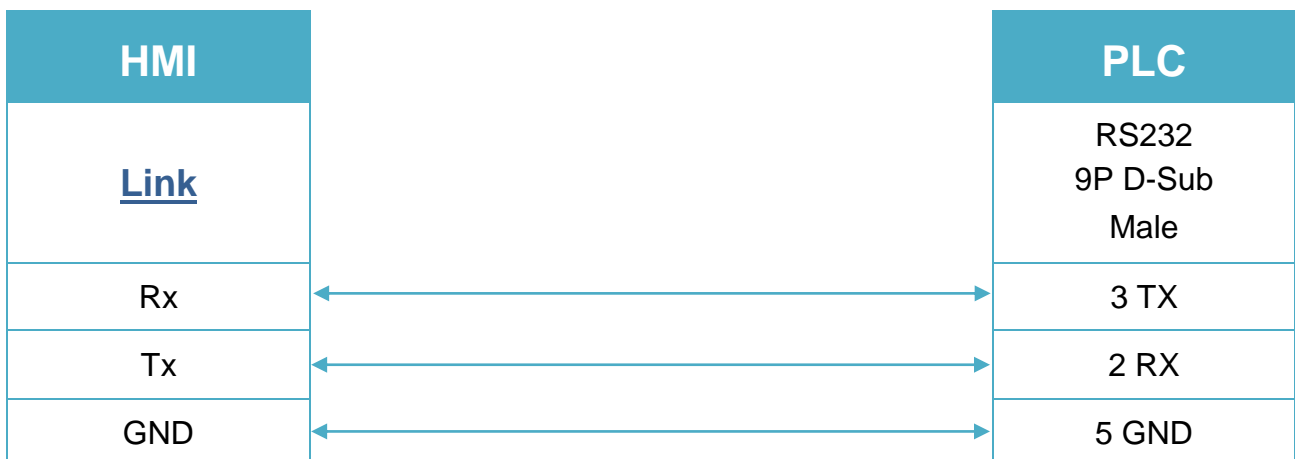 HMI
PLC
Link
RS232
9P D-Sub
Male
Rx
3 TX
Tx
2 RX
GND
5 GND